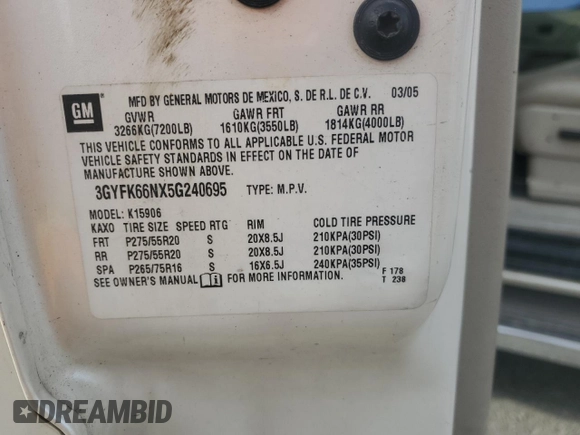 GM
MFD BY GENERAL MOTORS DE MEXICO, S. DE R.L. DE C.V. 03/05
GVWR GAWR FRT GAWR RR
3266KG(7200LB) 1610KG(3550LB) 1814KG(4000LB)
THIS VEHICLE CONFORMS TO ALL APPLICABLE U.S. FEDERAL MOTOR
VEHICLE SAFETY STANDARDS IN EFFECT ON THE DATE OF
MANUFACTURE SHOWN ABOVE.
3GYFK66NX5G240695 TYPE: M.P.V.
MODEL: K15906
KAXO TIRE SIZE SPEED RTG RIM COLD TIRE PRESSURE
FRT P275/55R20 S 20X8.5J 210KPA(30PSI)
RR P275/55R20 S 20X8.5J 210KPA(30PSI)
SPA P265/75R16 S 16X6.5J 240KPA(35PSI)
SEE OWNER'S MANUAL FOR MORE INFORMATION.
F 178
T 238
DREAMBID